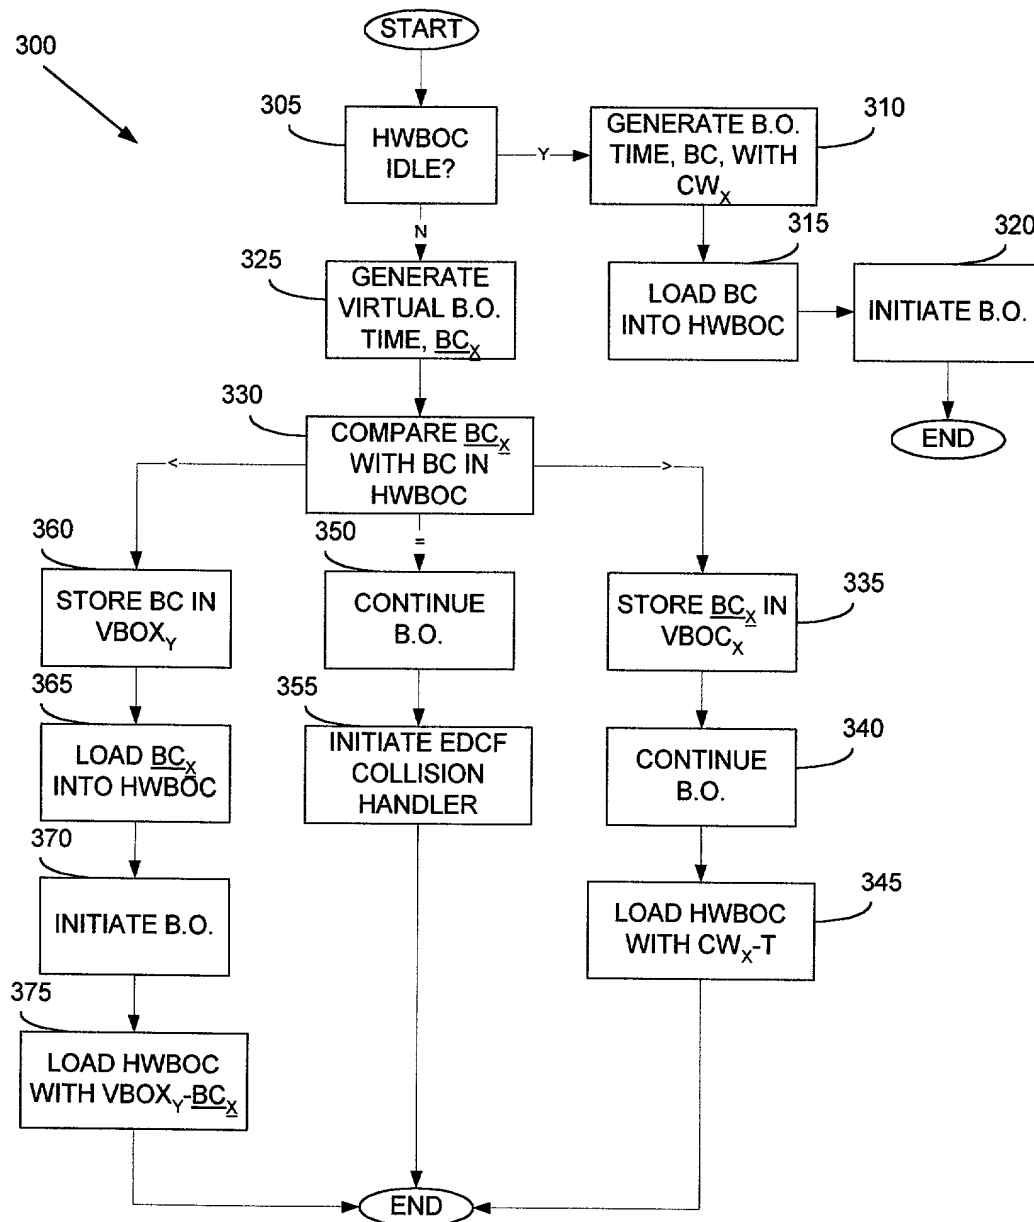 START
300
305
HWBOC
IDLE?
Y
310
GENERATE B.O.
TIME, BC, WITH
CWX
N
315
LOAD BC
INTO HWBOC
320
INITIATE B.O.
END
325
GENERATE
VIRTUAL B.O.
TIME, BCX
330
COMPARE BCX
WITH BC IN
HWBOC
<
=
>
360
STORE BC IN
VBOXY
365
LOAD BCX
INTO HWBOC
370
INITIATE B.O.
375
LOAD HWBOC
WITH VBOXY-BCX
350
CONTINUE
B.O.
355
INITIATE EDCF
COLLISION
HANDLER
335
STORE BCX IN
VBOCX
340
CONTINUE
B.O.
345
LOAD HWBOC
WITH CWX-T
END